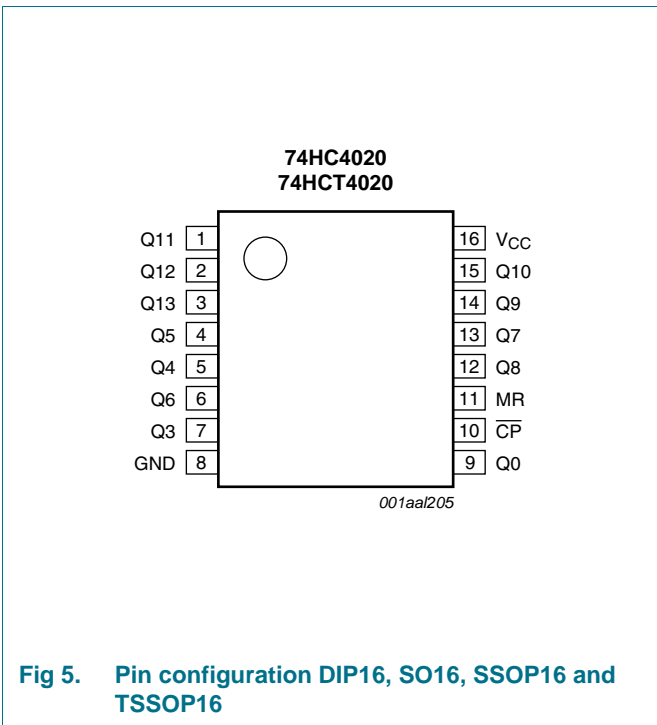 74HC4020
74HCT4020
Q11 1 16 VCC
Q12 2 15 Q10
Q13 3 14 Q9
Q5 4 13 Q7
Q4 5 12 Q8
Q6 6 11 MR
Q3 7 10 C̅P̅
GND 8 9 Q0
001aal205
Fig 5. Pin configuration DIP16, SO16, SSOP16 and
TSSOP16